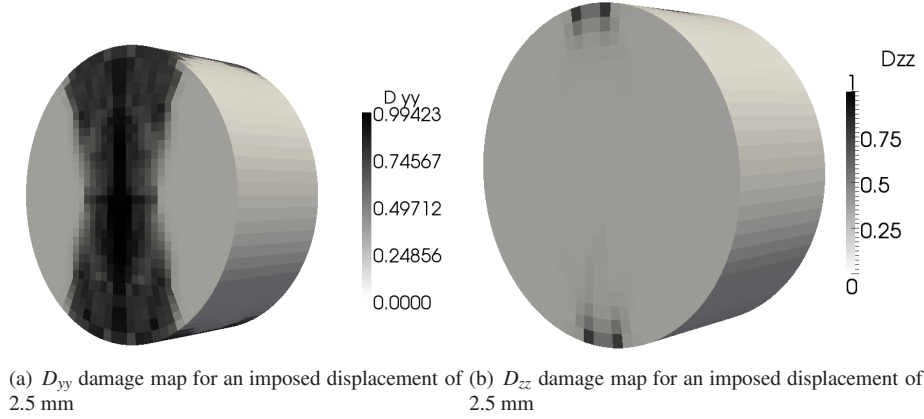 D yy
0.99423
0.74567
0.49712
0.24856
0.0000
Dzz
1
0.75
0.5
0.25
0
(a) Dyy damage map for an imposed displacement of
2.5 mm
(b) Dzz damage map for an imposed displacement of
2.5 mm